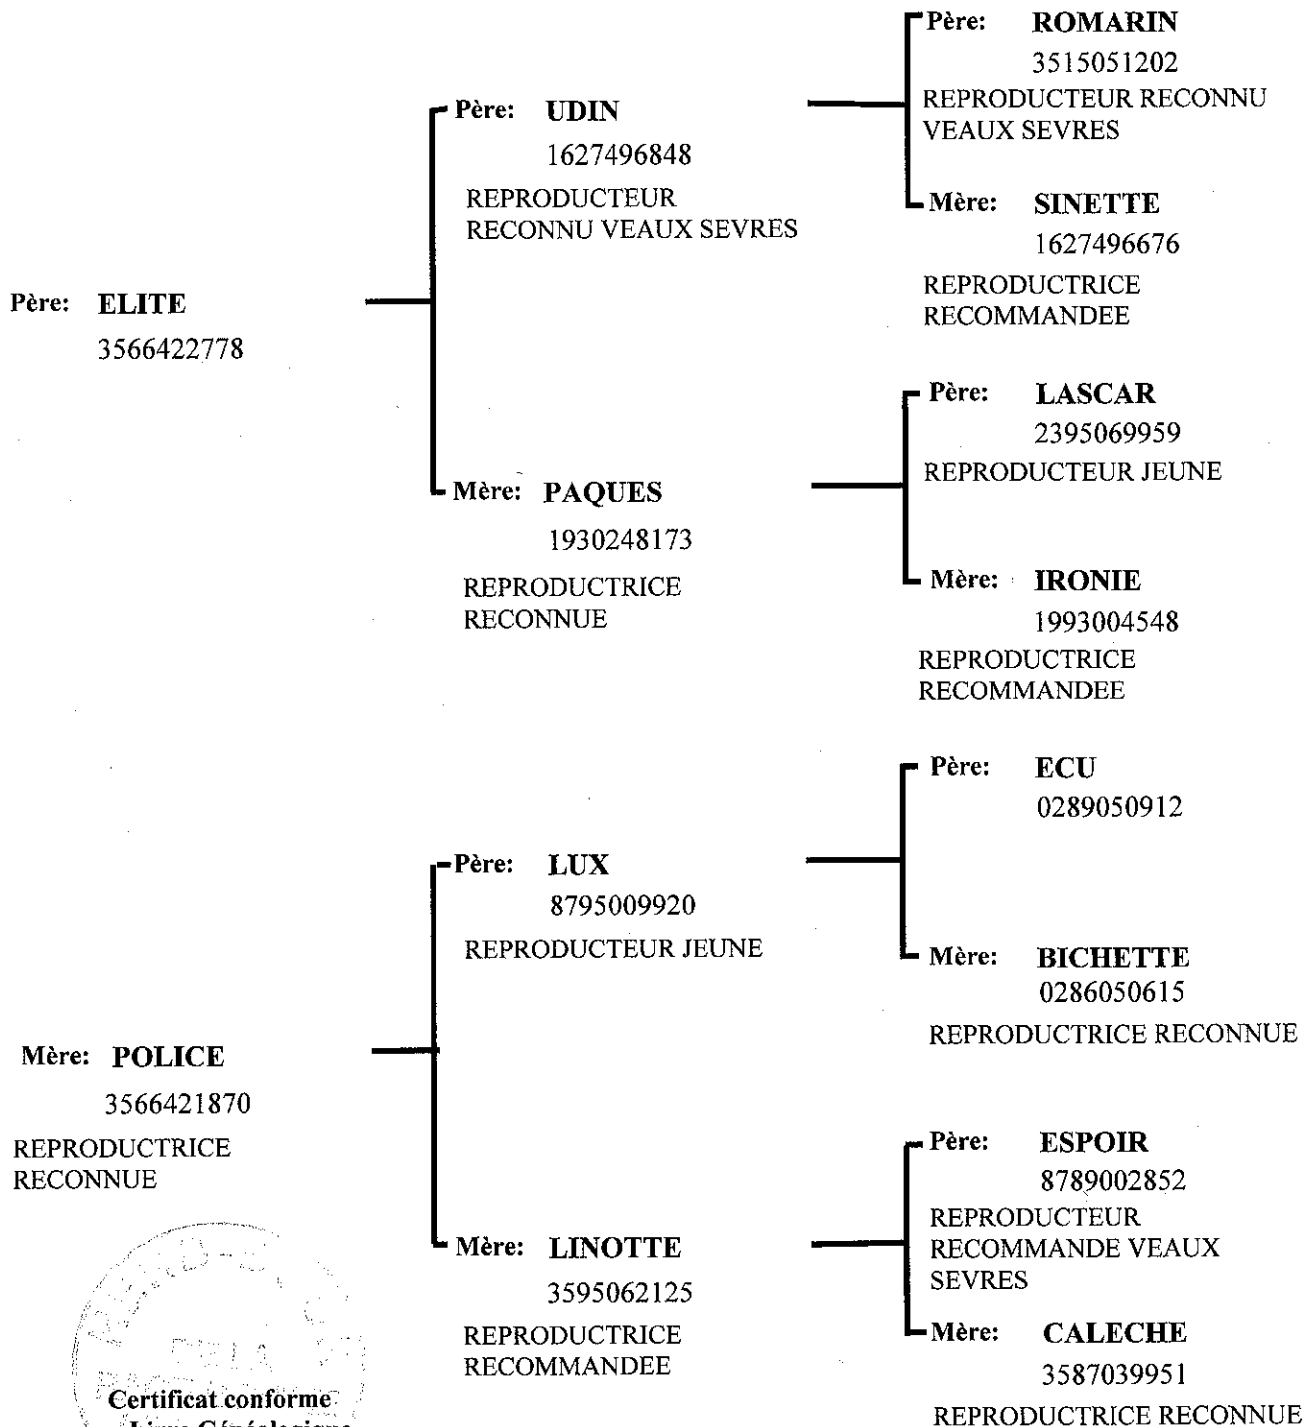 Père: ROMARIN
3515051202
REPRODUCTEUR RECONNU
VEAUX SEVRES
Père: UDIN
1627496848
REPRODUCTEUR
RECONNU VEAUX SEVRES
Mère: SINETTE
1627496676
REPRODUCTRICE
RECOMMANDEE
Père: ELITE
3566422778
Père: LASCAR
2395069959
REPRODUCTEUR JEUNE
Mère: PAQUES
1930248173
REPRODUCTRICE
RECONNUE
Mère: IRONIE
1993004548
REPRODUCTRICE
RECOMMANDEE
Père: ECU
0289050912
Père: LUX
8795009920
REPRODUCTEUR JEUNE
Mère: BICHETTE
0286050615
REPRODUCTRICE RECONNUE
Mère: POLICE
3566421870
REPRODUCTRICE
RECONNUE
Père: ESPOIR
8789002852
REPRODUCTEUR
RECOMMANDE VEAUX
SEVRES
Mère: LINOTTE
3595062125
REPRODUCTRICE
RECOMMANDEE
Mère: CALECHE
3587039951
REPRODUCTRICE RECONNUE
Certificat conforme
Livre Généalogique